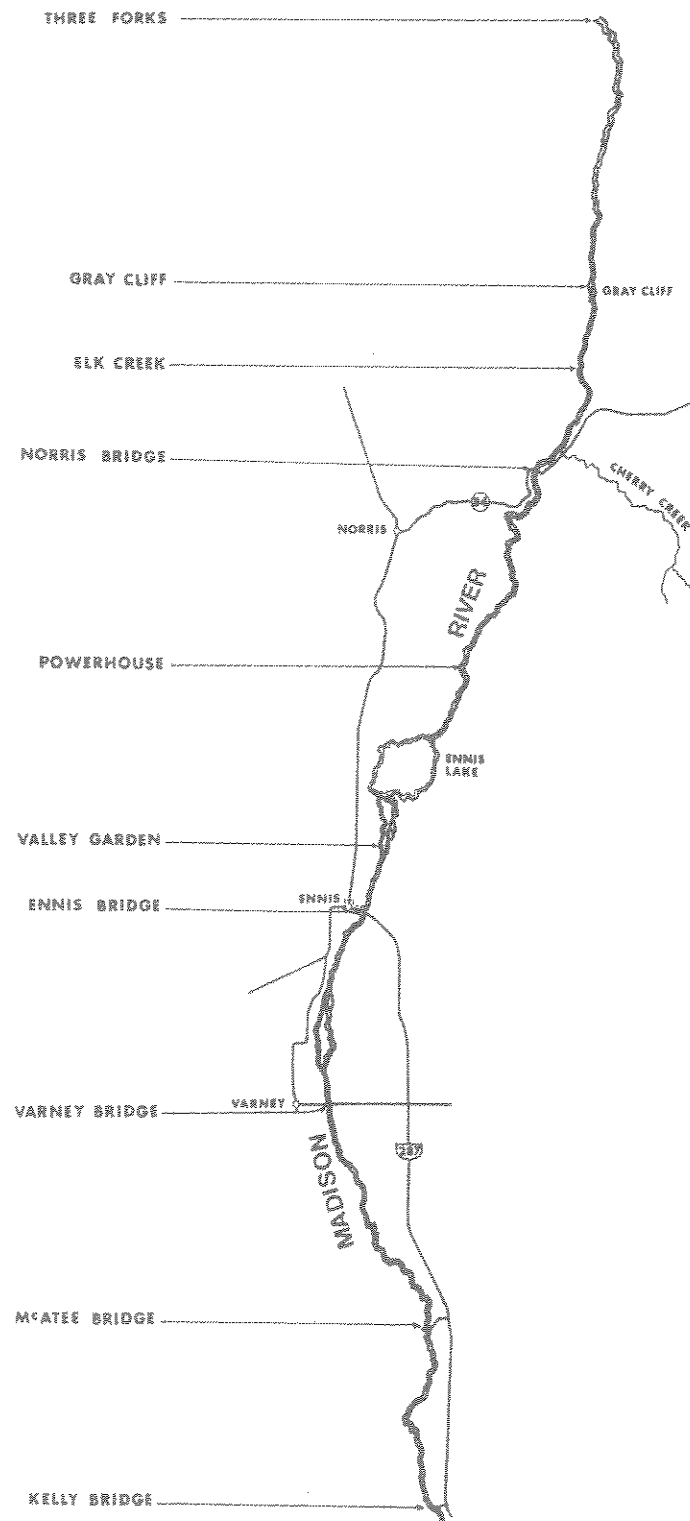 THREE FORKS
GRAY CLIFF
GRAY CLIFF
ELK CREEK
NORRIS BRIDGE
CHERRY CREEK
84
NORRIS
RIVER
POWERHOUSE
ENNIS
LAKE
VALLEY GARDEN
ENNIS
ENNIS BRIDGE
VARNEY
VARNEY BRIDGE
287
MADISON
McATEE BRIDGE
KELLY BRIDGE